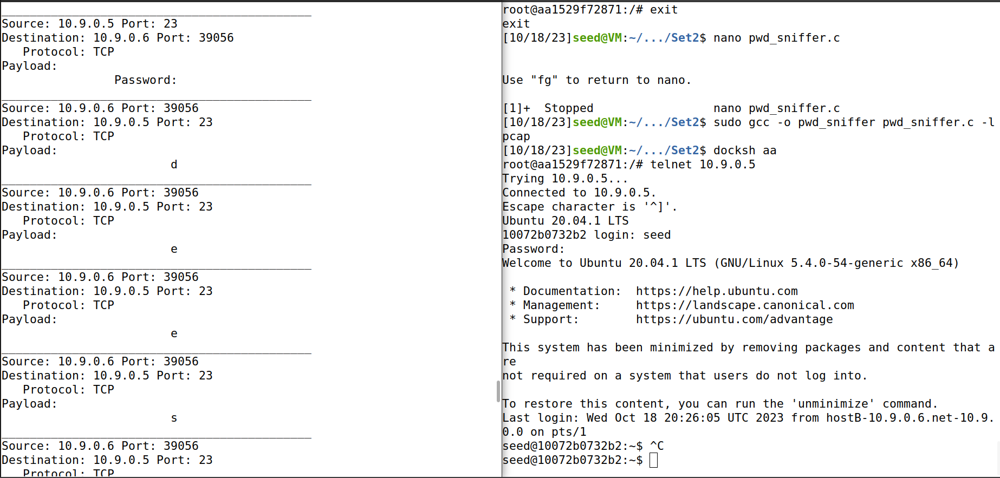 ____________________________________________
Source: 10.9.0.5 Port: 23
Destination: 10.9.0.6 Port: 39056
   Protocol: TCP
Payload:
                Password:
____________________________________________
Source: 10.9.0.6 Port: 39056
Destination: 10.9.0.5 Port: 23
   Protocol: TCP
Payload:
                        d
____________________________________________
Source: 10.9.0.6 Port: 39056
Destination: 10.9.0.5 Port: 23
   Protocol: TCP
Payload:
                        e
____________________________________________
Source: 10.9.0.6 Port: 39056
Destination: 10.9.0.5 Port: 23
   Protocol: TCP
Payload:
                        e
____________________________________________
Source: 10.9.0.6 Port: 39056
Destination: 10.9.0.5 Port: 23
   Protocol: TCP
Payload:
                        s
____________________________________________
Source: 10.9.0.6 Port: 39056
Destination: 10.9.0.5 Port: 23
   Protocol: TCP
root@aa1529f72871:/# exit
exit
[10/18/23]seed@VM:~/.../Set2$ nano pwd_sniffer.c
Use "fg" to return to nano.
[1]+  Stopped                 nano pwd_sniffer.c
[10/18/23]seed@VM:~/.../Set2$ sudo gcc -o pwd_sniffer pwd_sniffer.c -l
pcap
[10/18/23]seed@VM:~/.../Set2$ docksh aa
root@aa1529f72871:/# telnet 10.9.0.5
Trying 10.9.0.5...
Connected to 10.9.0.5.
Escape character is '^]'.
Ubuntu 20.04.1 LTS
10072b0732b2 login: seed
Password:
Welcome to Ubuntu 20.04.1 LTS (GNU/Linux 5.4.0-54-generic x86_64)
 * Documentation:  https://help.ubuntu.com
 * Management:     https://landscape.canonical.com
 * Support:        https://ubuntu.com/advantage
This system has been minimized by removing packages and content that a
re
not required on a system that users do not log into.
To restore this content, you can run the 'unminimize' command.
Last login: Wed Oct 18 20:26:05 UTC 2023 from hostB-10.9.0.6.net-10.9.
0.0 on pts/1
seed@10072b0732b2:~$ ^C
seed@10072b0732b2:~$